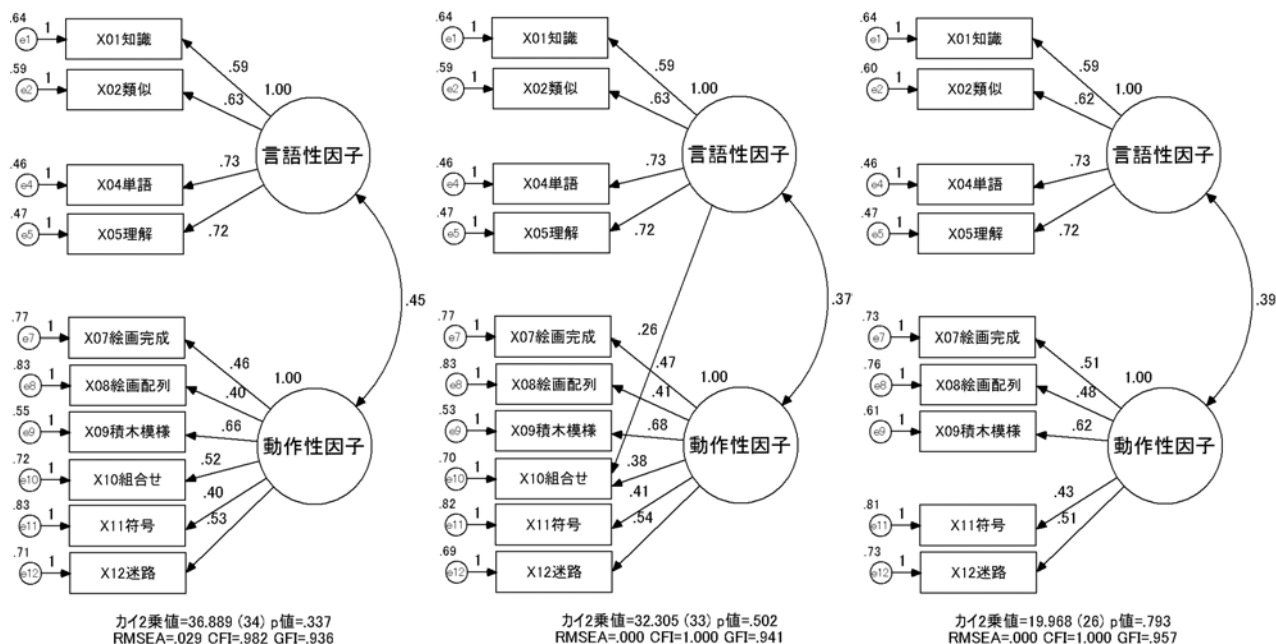 .64
1
e1
X01知識
.59
.59
1
e2
X02類似
.63
1.00
言語性因子
.46
1
e4
X04単語
.73
.47
1
e5
X05理解
.72
.45
.77
1
e7
X07絵画完成
.46
.83
1
e8
X08絵画配列
.40
1.00
.55
1
e9
X09積木模様
.66
動作性因子
.72
1
e10
X10組合せ
.52
.83
1
e11
X11符号
.40
.71
1
e12
X12迷路
.53
カイ2乗値=36.889 (34) p値=.337
RMSEA=.029 CFI=.982 GFI=.936
.64
1
e1
X01知識
.59
.59
1
e2
X02類似
.63
1.00
言語性因子
.46
1
e4
X04単語
.73
.47
1
e5
X05理解
.72
.37
.26
.77
1
e7
X07絵画完成
.47
.83
1
e8
X08絵画配列
.41
1.00
.53
1
e9
X09積木模様
.68
動作性因子
.70
1
e10
X10組合せ
.38
.82
1
e11
X11符号
.41
.69
1
e12
X12迷路
.54
カイ2乗値=32.305 (33) p値=.502
RMSEA=.000 CFI=1.000 GFI=.941
.64
1
e1
X01知識
.59
.60
1
e2
X02類似
.62
1.00
言語性因子
.46
1
e4
X04単語
.73
.47
1
e5
X05理解
.72
.39
.73
1
e7
X07絵画完成
.51
.76
1
e8
X08絵画配列
.48
1.00
.61
1
e9
X09積木模様
.62
動作性因子
.81
1
e11
X11符号
.43
.73
1
e12
X12迷路
.51
カイ2乗値=19.968 (26) p値=.793
RMSEA=.000 CFI=1.000 GFI=.957